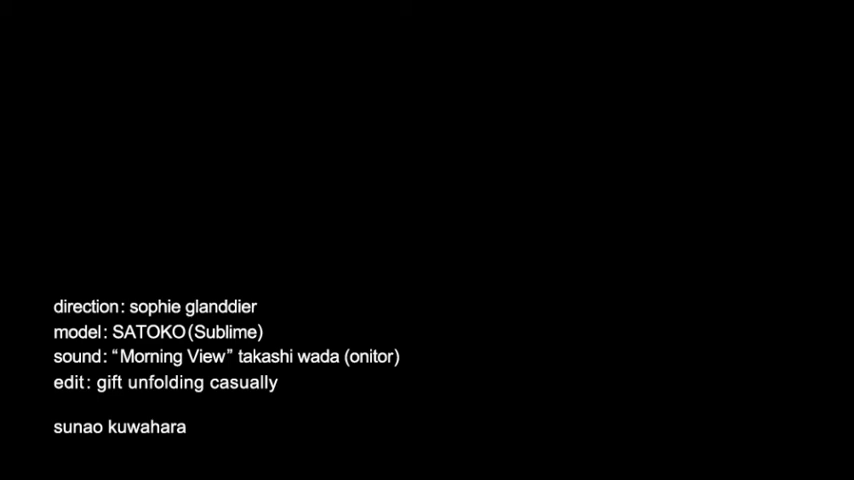 direction: sophie glanddier
model: SATOKO(Sublime)
sound: “Morning View” takashi wada (onitor)
edit: gift unfolding casually
sunao kuwahara